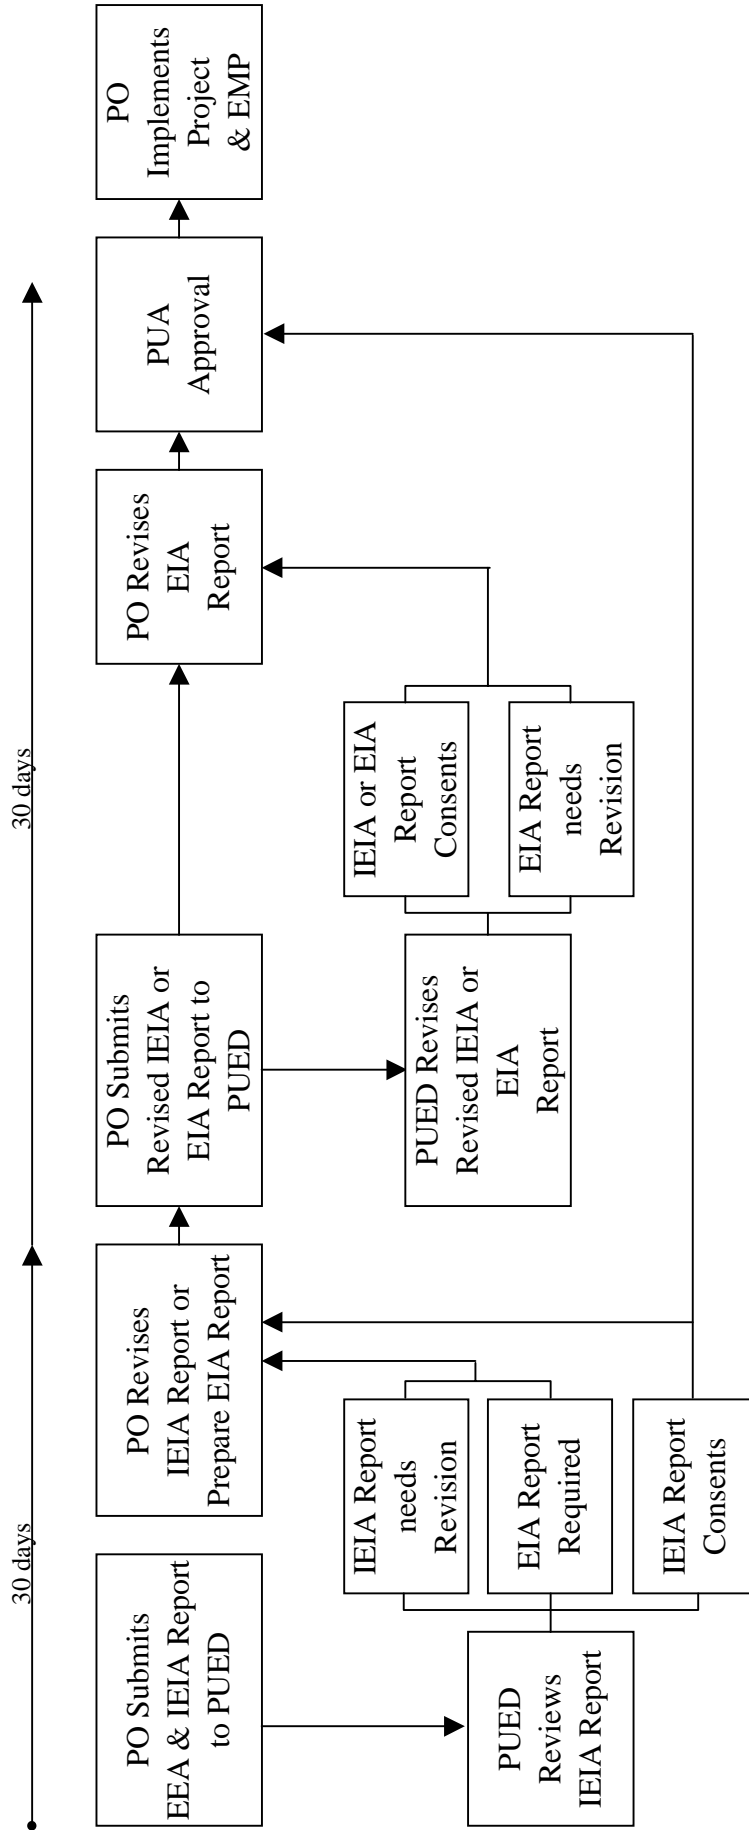 30 days
30 days
PO Submits
EEA & IEIA Report
to PUED
PO Revises
IEIA Report or
Prepare EIA Report
PO Submits
Revised IEIA or
EIA Report to
PUED
PO Revises
EIA
Report
PUA
Approval
PO
Implements
Project
& EMP
PUED
Reviews
IEIA Report
IEIA Report
needs
Revision
EIA Report
Required
IEIA Report
Consents
PUED Revises
Revised IEIA or
EIA
Report
IEIA or EIA
Report
Consents
EIA Report
needs
Revision